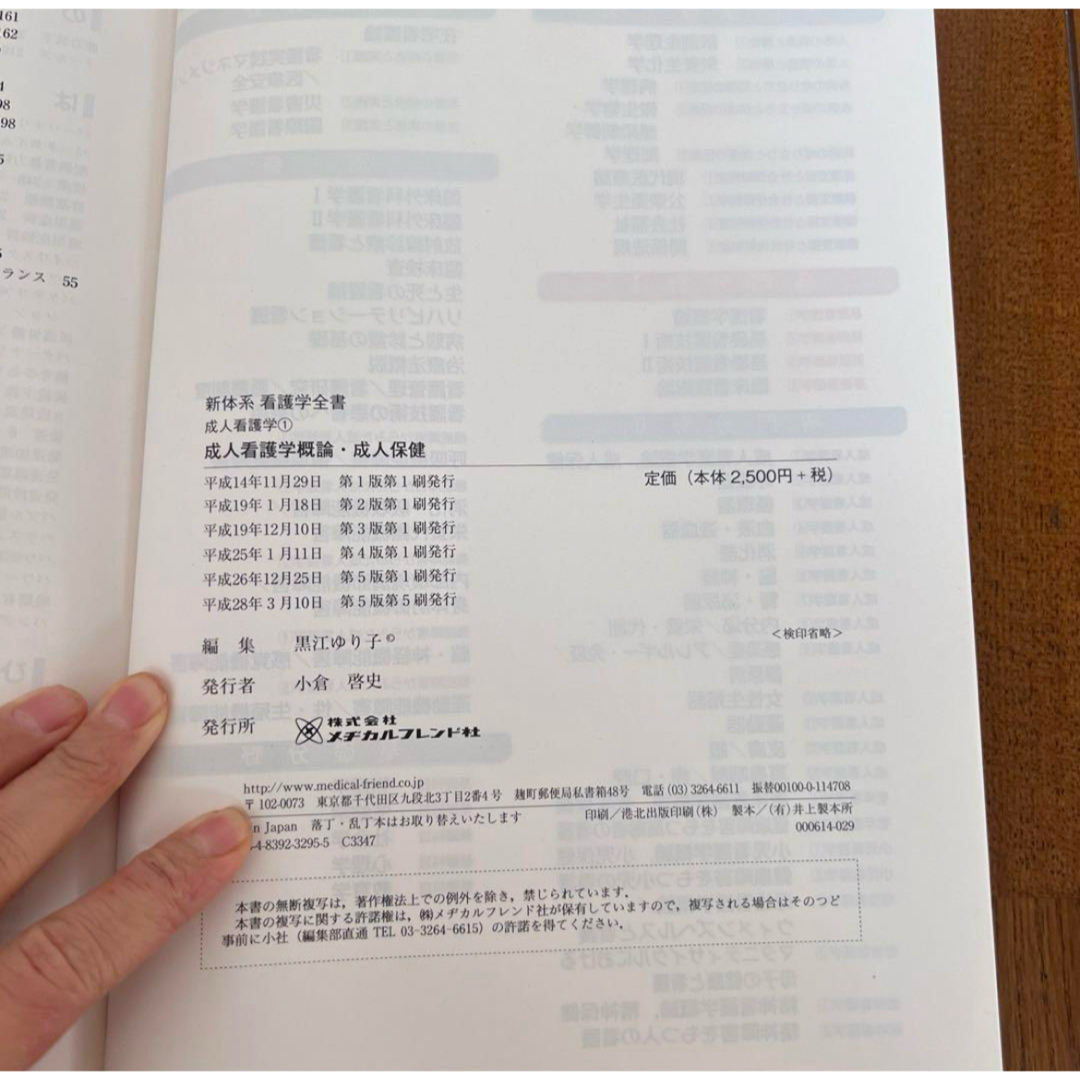 161
162
98
98
ランス 55
新体系 看護学全書
成人看護学①
成人看護学概論・成人保健
定価（本体2,500円+税）
平成14年11月29日 第1版第1刷発行
平成19年1月18日 第2版第1刷発行
平成19年12月10日 第3版第1刷発行
平成25年1月11日 第4版第1刷発行
平成26年12月25日 第5版第1刷発行
平成28年3月10日 第5版第5刷発行
＜検印省略＞
編 集 黒江ゆり子©
発行者 小倉 啓史
発行所 株式会社
メヂカルフレンド社
http://www.medical-friend.co.jp
〒102-0073 東京都千代田区九段北3丁目2番4号 麹町郵便局私書箱48号 電話(03)3264-6611 振替00100-0-114708
in Japan 落丁・乱丁本はお取り替えいたします 印刷／港北出版印刷(株) 製本／(有)井上製本所
-4-8392-3295-5 C3347 000614-029
本書の無断複写は，著作権法上での例外を除き，禁じられています．
本書の複写に関する許諾権は，㈱メヂカルフレンド社が保有していますので，複写される場合はそのつど
事前に小社（編集部直通 TEL 03-3264-6615）の許諾を得てください．